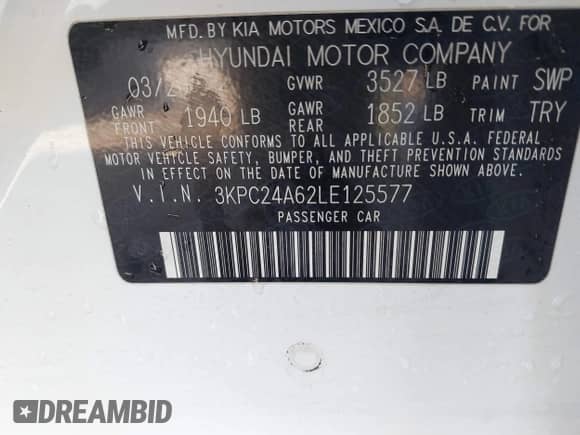 MFD. BY KIA MOTORS MEXICO S.A. DE C.V. FOR
HYUNDAI MOTOR COMPANY
03/2 GVWR 3527 LB PAINT SWP
GAWR FRONT 1940 LB GAWR REAR 1852 LB TRIM TRY
THIS VEHICLE CONFORMS TO ALL APPLICABLE U.S.A. FEDERAL
MOTOR VEHICLE SAFETY, BUMPER, AND THEFT PREVENTION STANDARDS
IN EFFECT ON THE DATE OF MANUFACTURE SHOWN ABOVE.
V.I.N. 3KPC24A62LE125577
PASSENGER CAR
DREAMBID